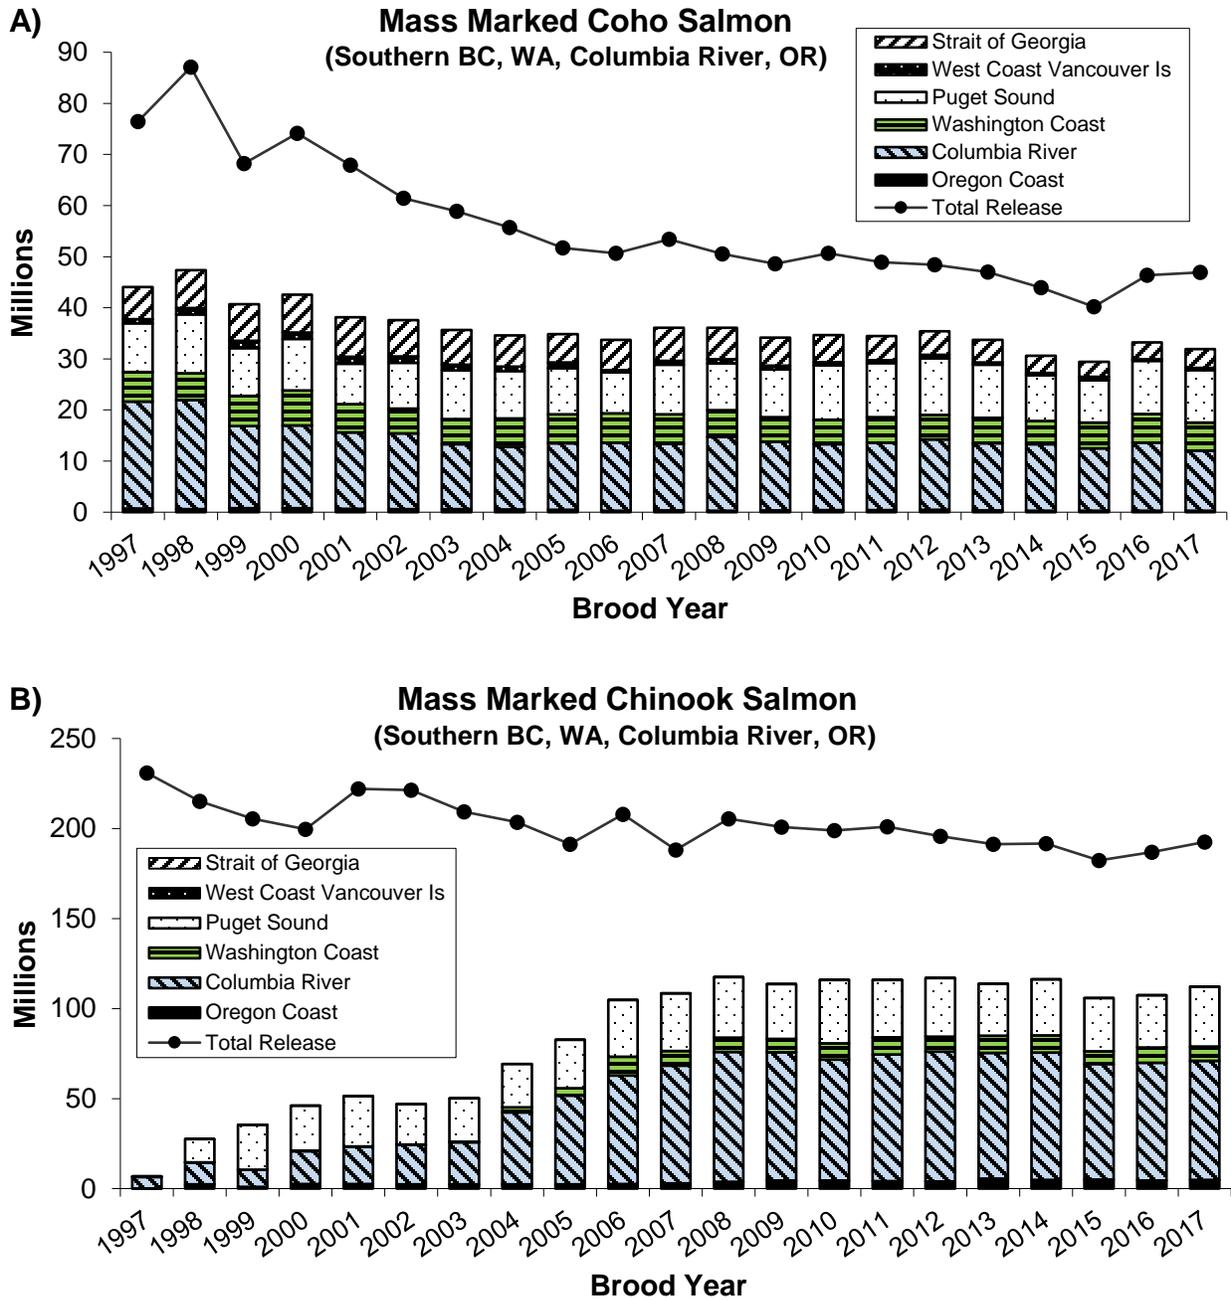 A)
Mass Marked Coho Salmon
(Southern BC, WA, Columbia River, OR)
Millions
90
80
70
60
50
40
30
20
10
0
Strait of Georgia
West Coast Vancouver Is
Puget Sound
Washington Coast
Columbia River
Oregon Coast
Total Release
1997 1998 1999 2000 2001 2002 2003 2004 2005 2006 2007 2008 2009 2010 2011 2012 2013 2014 2015 2016 2017
Brood Year
B)
Mass Marked Chinook Salmon
(Southern BC, WA, Columbia River, OR)
Millions
250
200
150
100
50
0
Strait of Georgia
West Coast Vancouver Is
Puget Sound
Washington Coast
Columbia River
Oregon Coast
Total Release
1997 1998 1999 2000 2001 2002 2003 2004 2005 2006 2007 2008 2009 2010 2011 2012 2013 2014 2015 2016 2017
Brood Year